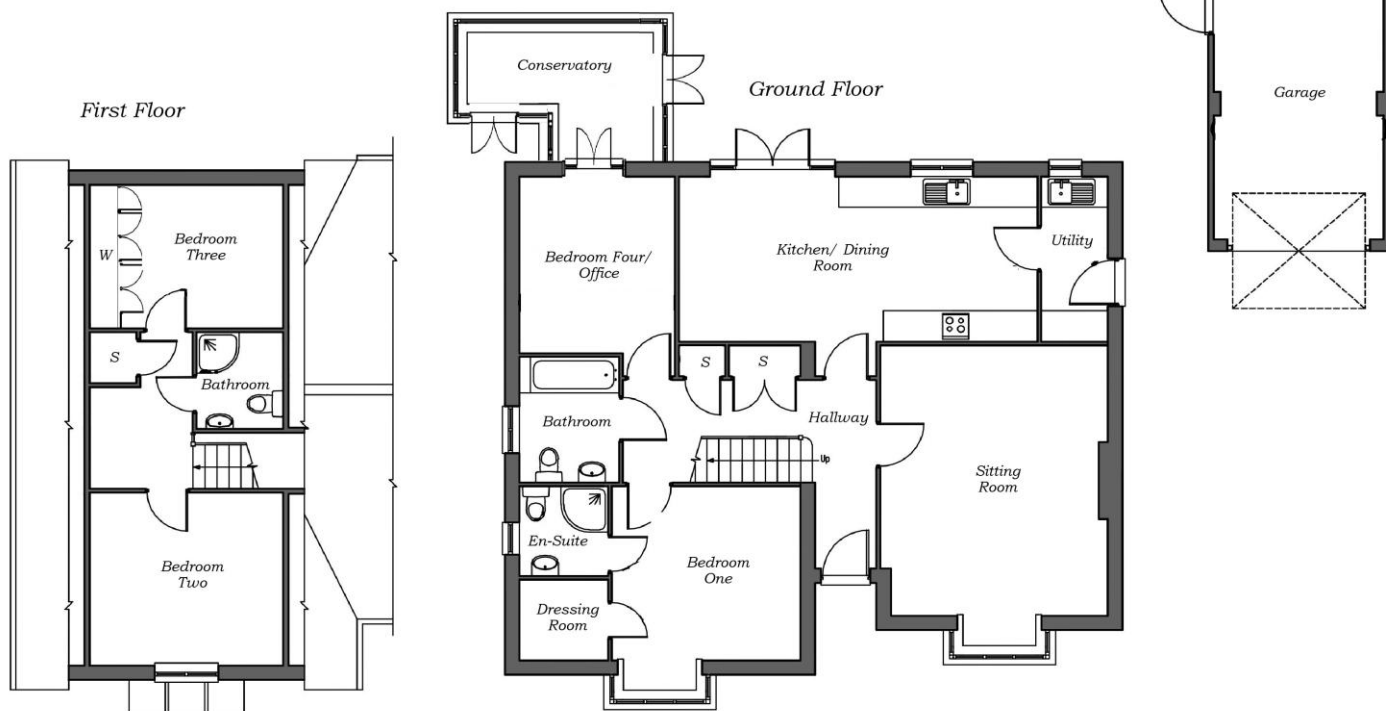 First Floor
Bedroom
Three
W
S
Bathroom
Bedroom
Two
Ground Floor
Conservatory
Bedroom Four/
Office
Kitchen/ Dining
Room
Utility
S
S
Bathroom
Hallway
Up
Sitting
Room
En-Suite
Bedroom
One
Dressing
Room
Garage